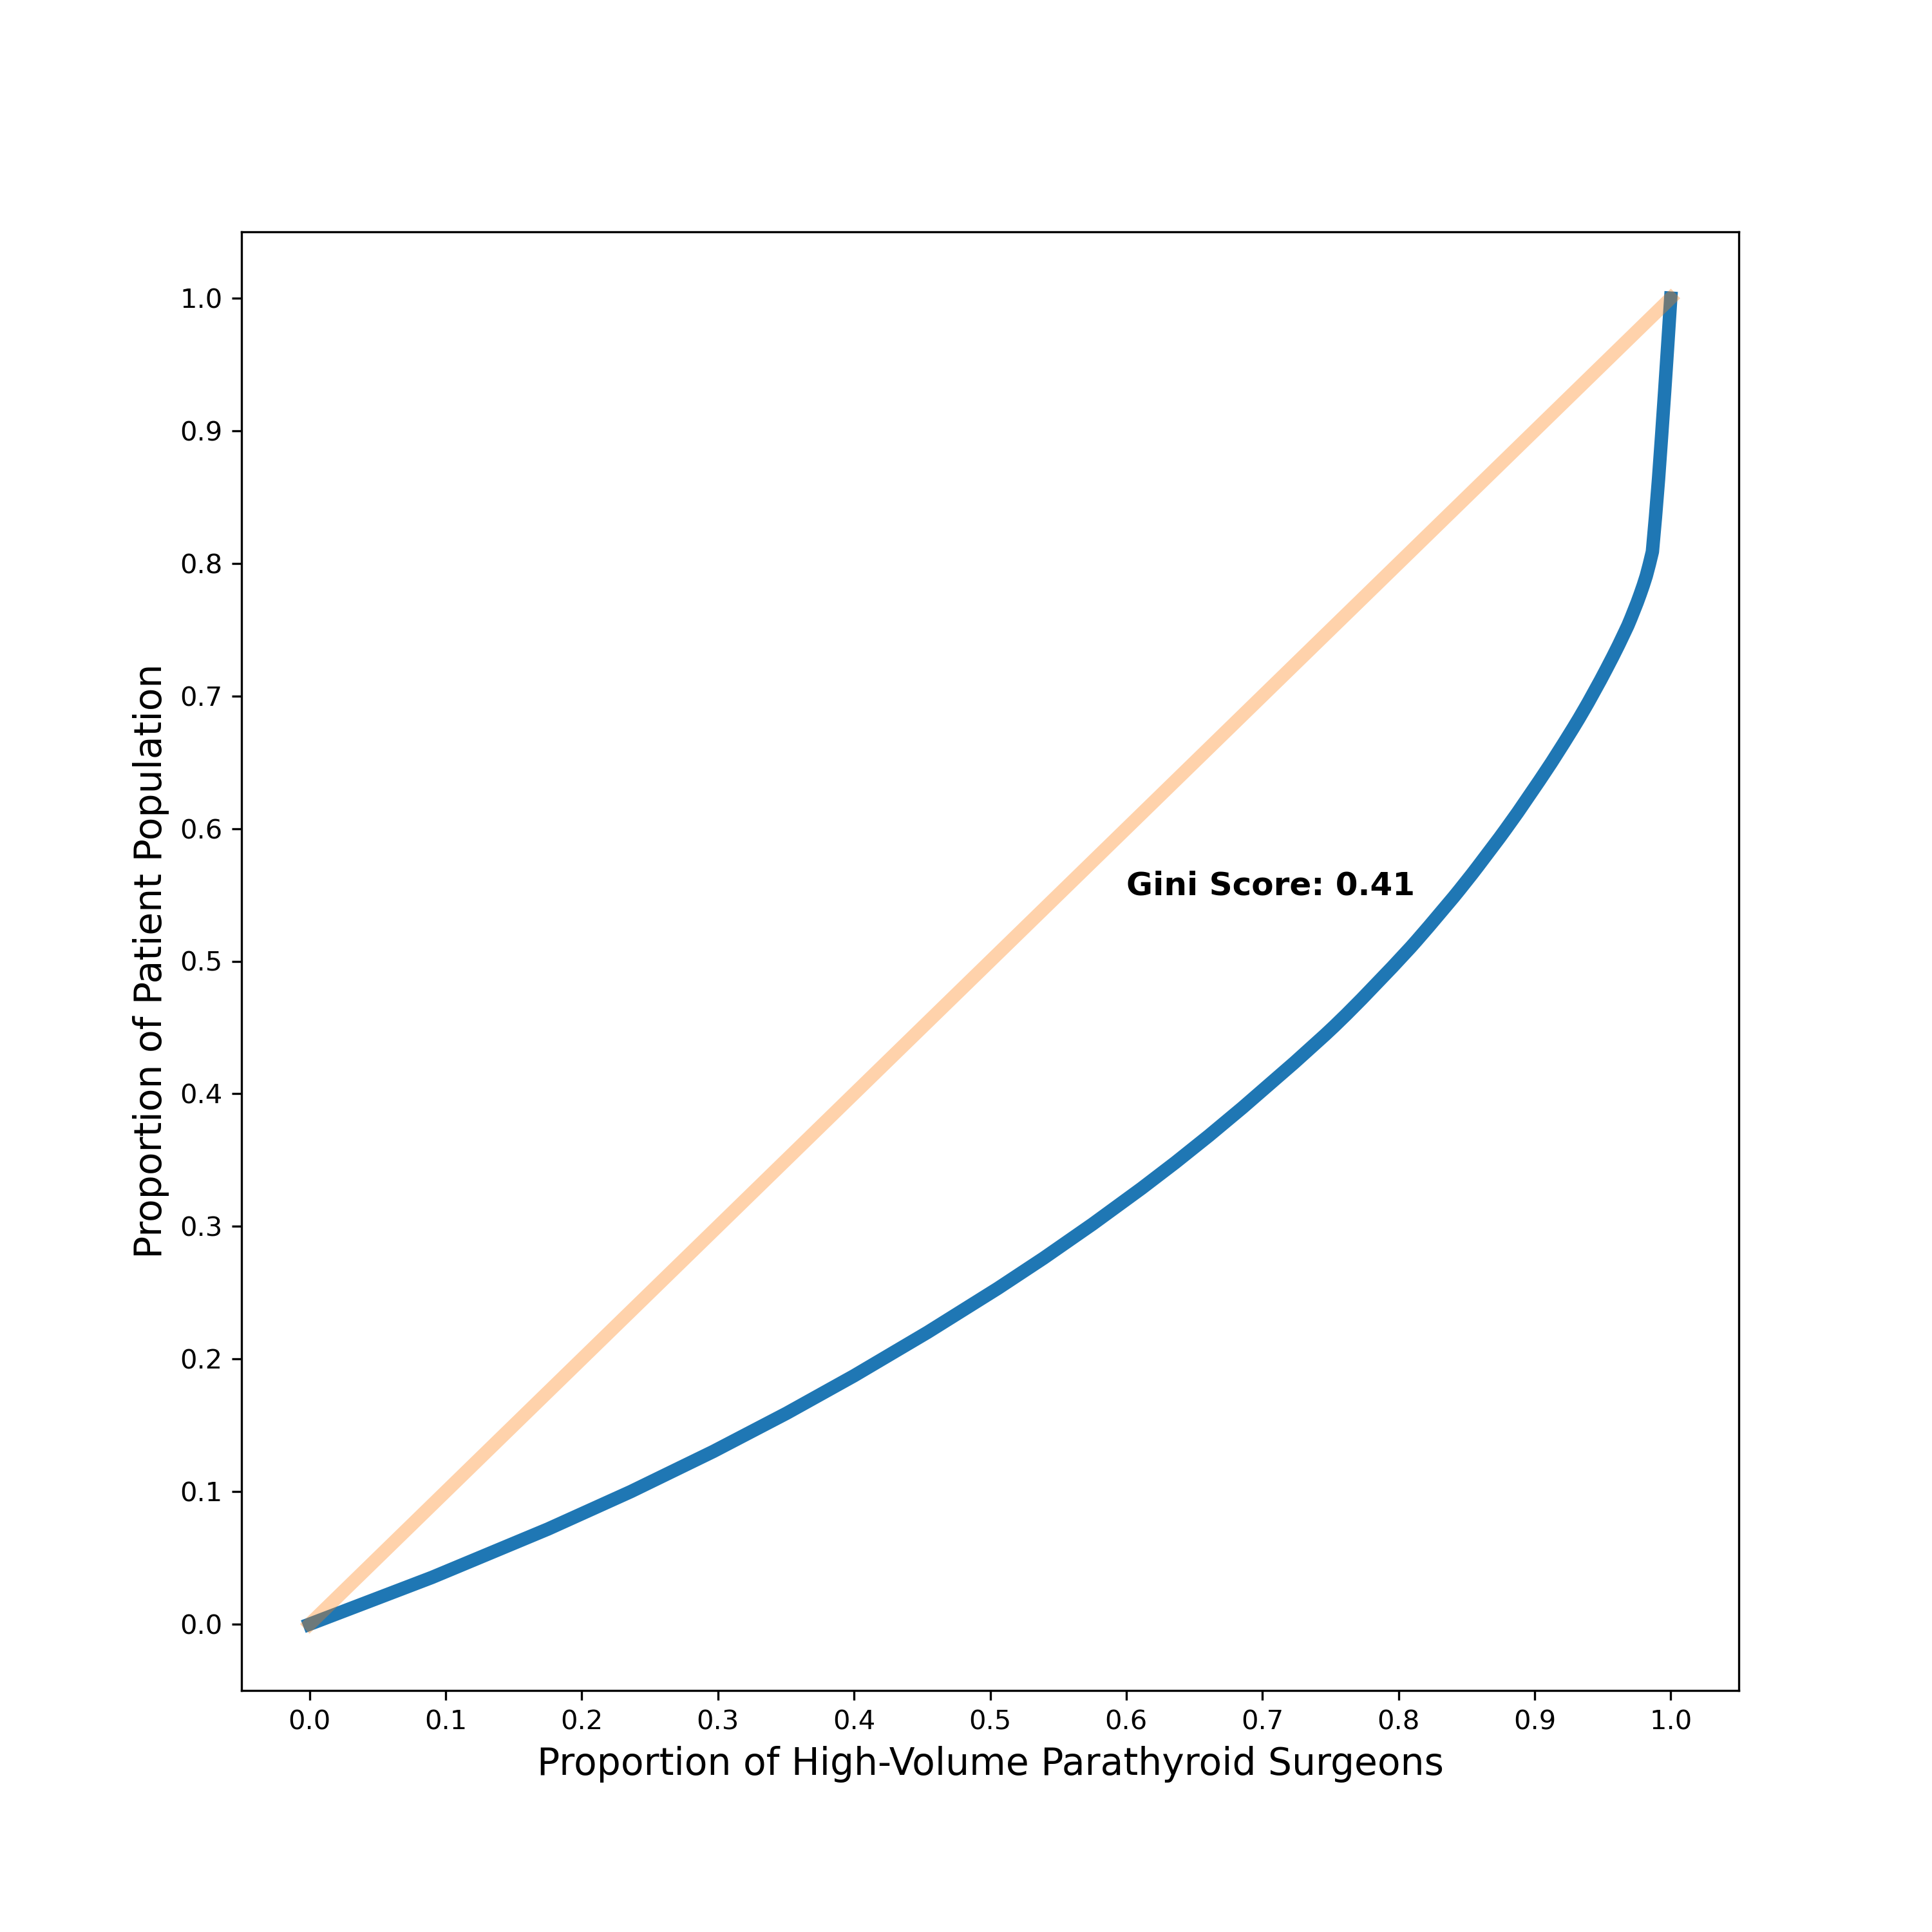 1.0
0.9
0.8
0.7
0.6
0.5
0.4
0.3
0.2
0.1
0.0
Proportion of Patient Population
Gini Score: 0.41
0.0 0.1 0.2 0.3 0.4 0.5 0.6 0.7 0.8 0.9 1.0
Proportion of High-Volume Parathyroid Surgeons